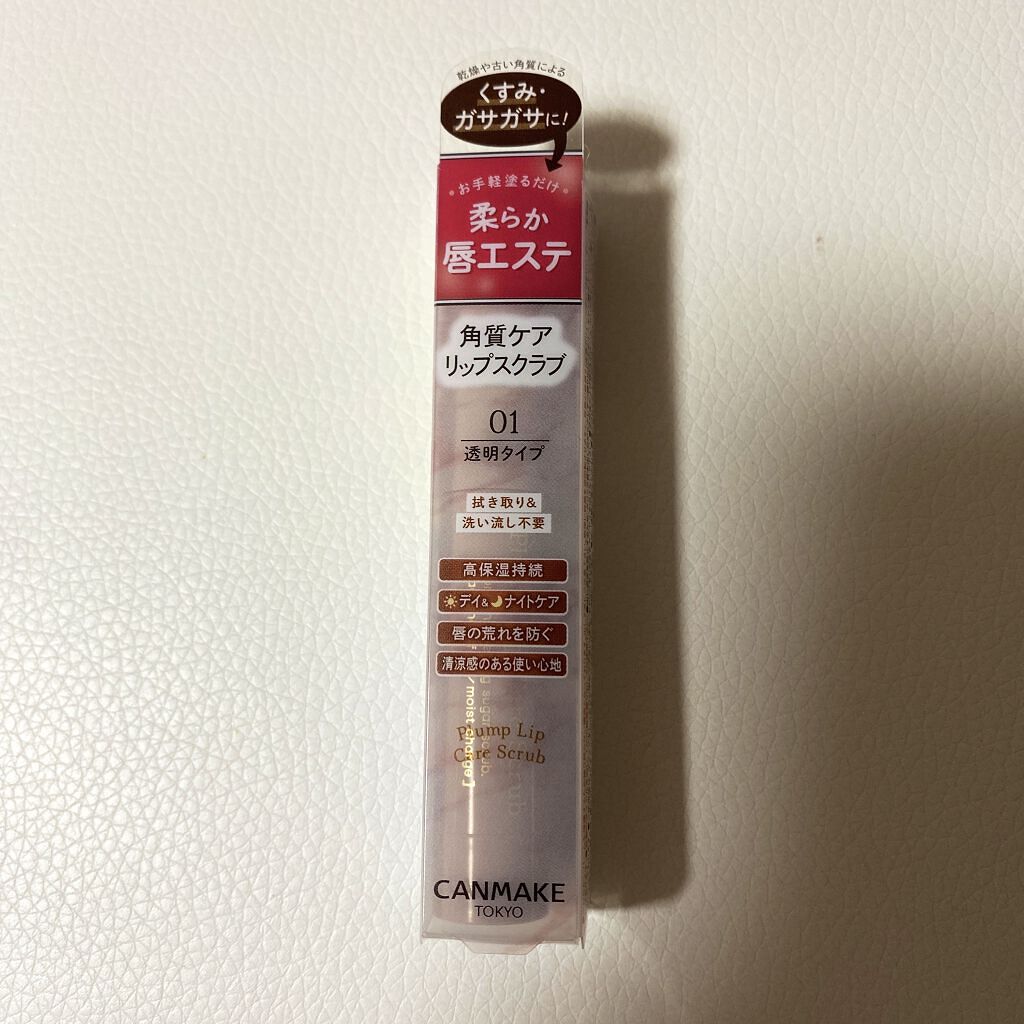 乾燥や古い角質による
くすみ・
ガサガサに!
お手軽塗るだけ
柔らか
唇エステ
角質ケア
リップスクラブ
01
透明タイプ
拭き取り&
洗い流し不要
高保湿持続
デイ&ナイトケア
唇の荒れを防ぐ
清涼感のある使い心地
sugar scrub.
/moist charge]
Plump Lip
Care Scrub
CANMAKE
TOKYO